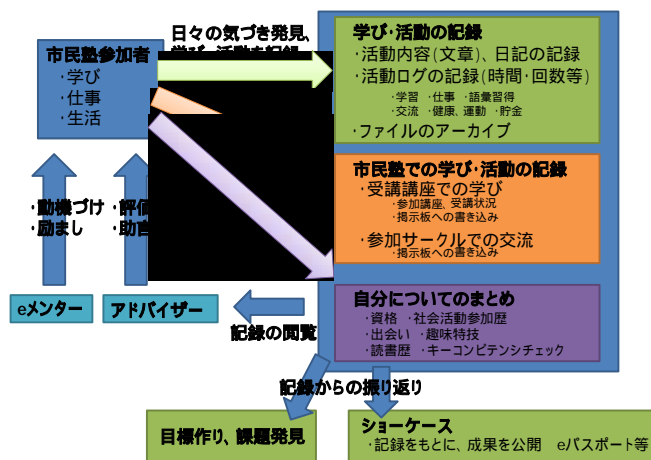 日々の気づき発見、
市民塾参加者
・学び
・仕事
・生活
学び・活動の記録
・活動内容(文章)、日記の記録
・活動ログの記録(時間・回数等)
・学習 ・仕事 ・語彙習得
・交流 ・健康、運動 ・貯金
・ファイルのアーカイブ
市民塾での学び・活動の記録
・受講講座での学び
・参加講座、受講状況
・掲示板への書き込み
・参加サークルでの交流
・掲示板への書き込み
・動機づけ
・励まし
自分についてのまとめ
・資格 ・社会活動参加歴
・出会い ・趣味特技
・読書歴 ・キーコンピテンシチェック
eメンター
アドバイザー
記録の閲覧
記録からの振り返り
目標作り、課題発見
ショーケース
・記録をもとに、成果を公開 eパスポート等